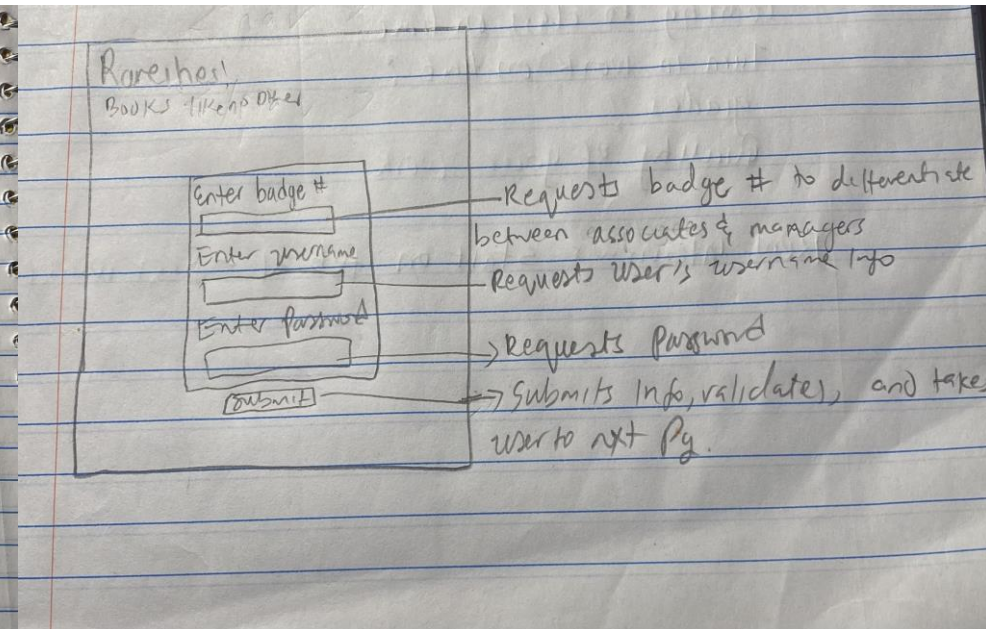 Books like no other
Enter badge #
Enter username
Enter Password
Submit
Requests badge # to differentiate
between associates & managers
Requests user's username Info
Requests Password
Submits Info, validates, and take
user to nxt Pg.